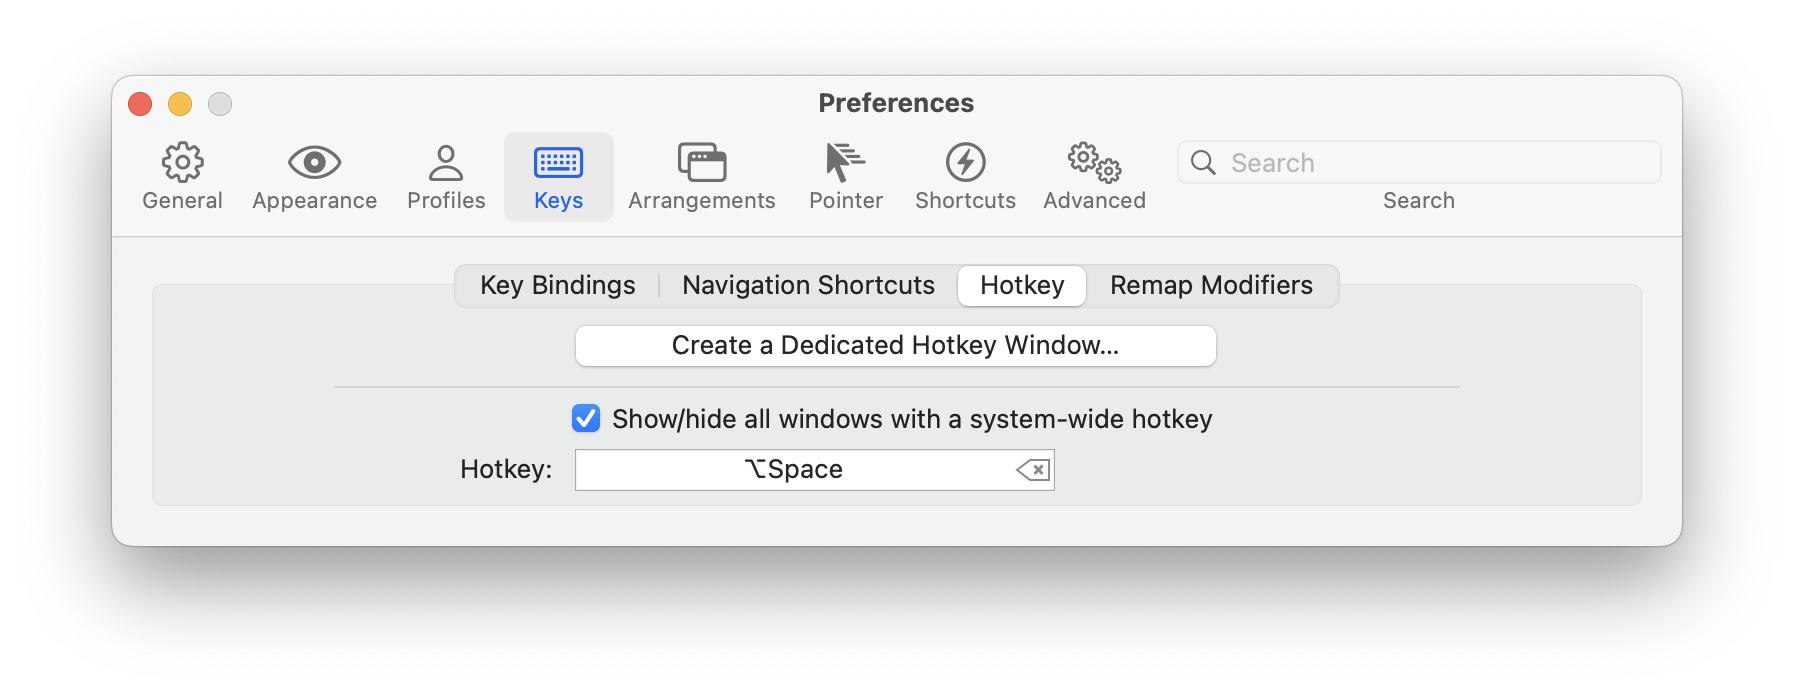 Preferences
General Appearance Profiles Keys Arrangements Pointer Shortcuts Advanced Search
Search
Key Bindings Navigation Shortcuts Hotkey Remap Modifiers
Create a Dedicated Hotkey Window...
Show/hide all windows with a system-wide hotkey
Hotkey: ⌥Space